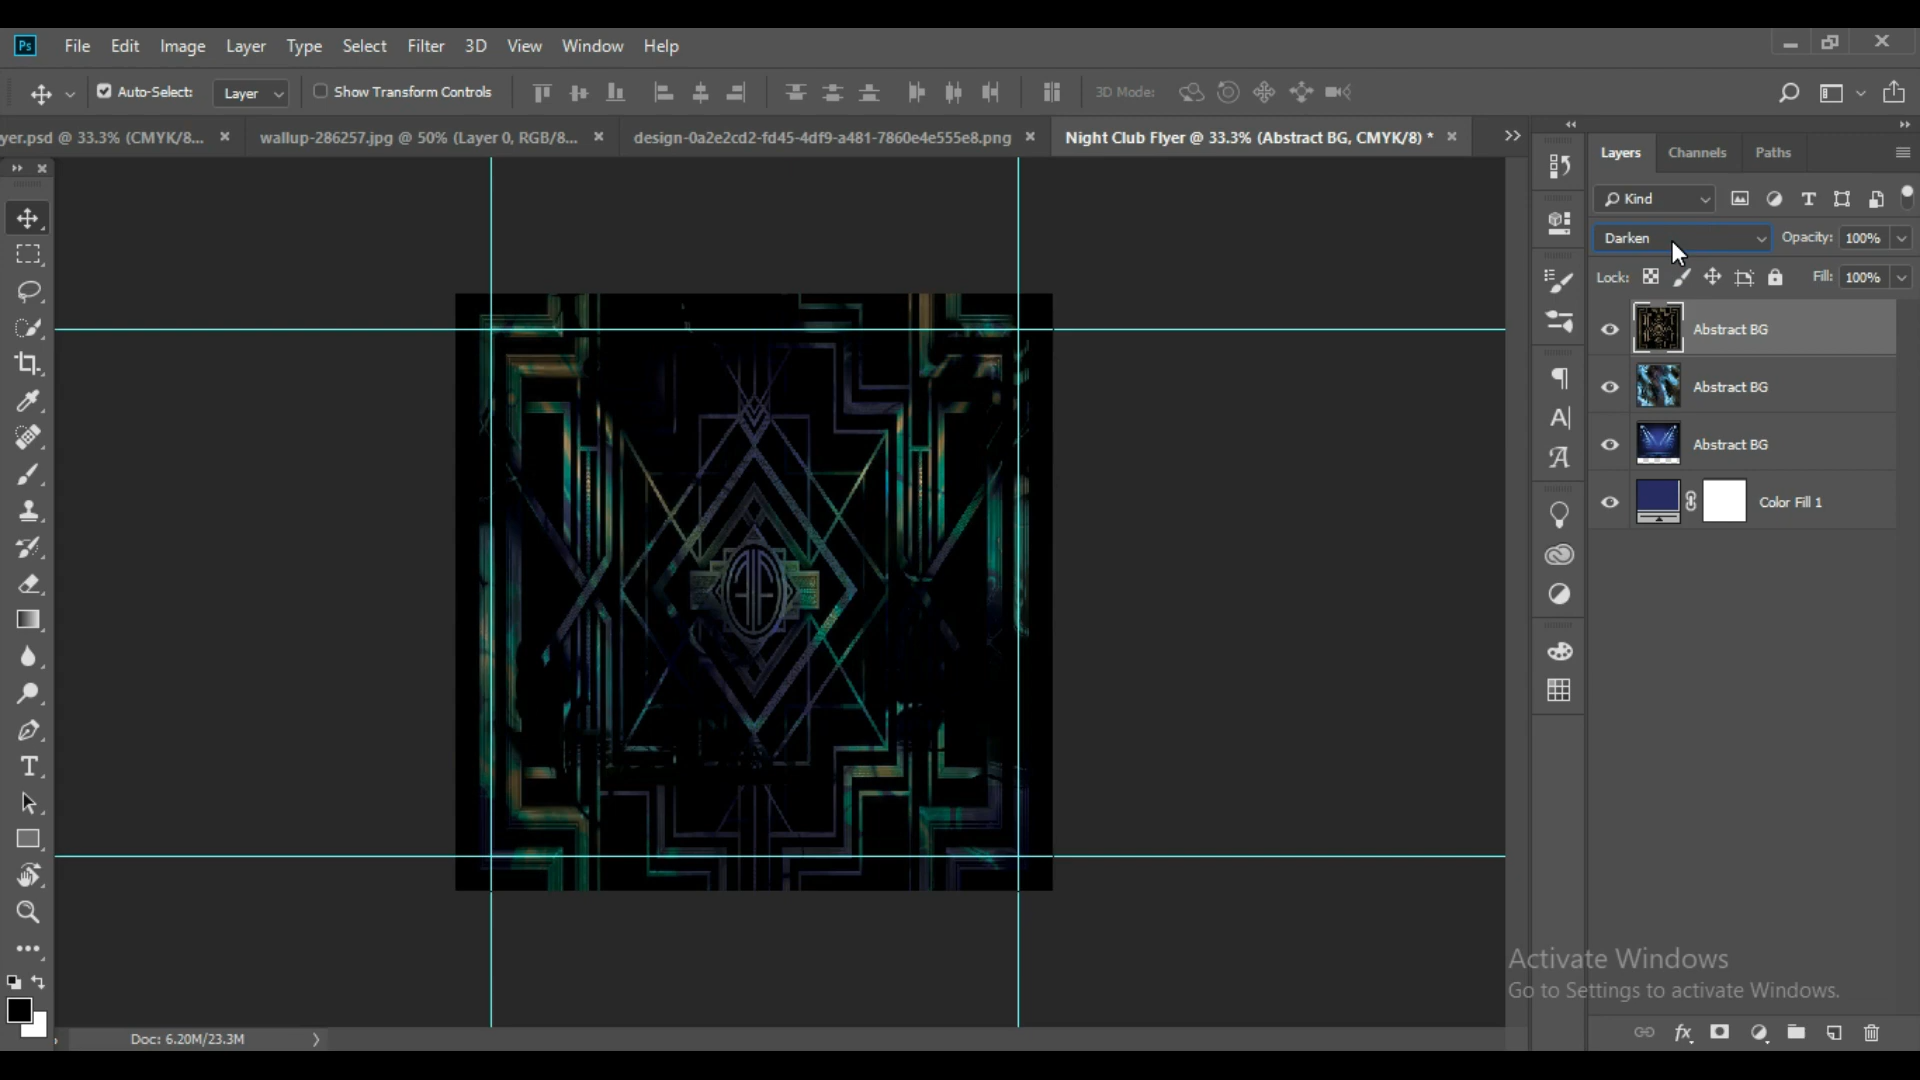 Ps File Edit Image Layer Type Select Filter 3D View Window Help
Auto-Select: Layer Show Transform Controls 3D Mode:
yer.psd @ 33.3% (CMYK/8... wallup-286257.jpg @ 50% (Layer 0, RGB/8... design-0a2e2cd2-fd45-4df9-a481-7860e4e555e8.png Night Club Flyer @ 33.3% (Abstract BG, CMYK/8) *
Layers Channels Paths
Kind
Darken Opacity: 100%
Lock: Fill: 100%
Abstract BG
Abstract BG
Abstract BG
Color Fill 1
Activate Windows
Go to Settings to activate Windows.
Doc: 6.20M/23.3M